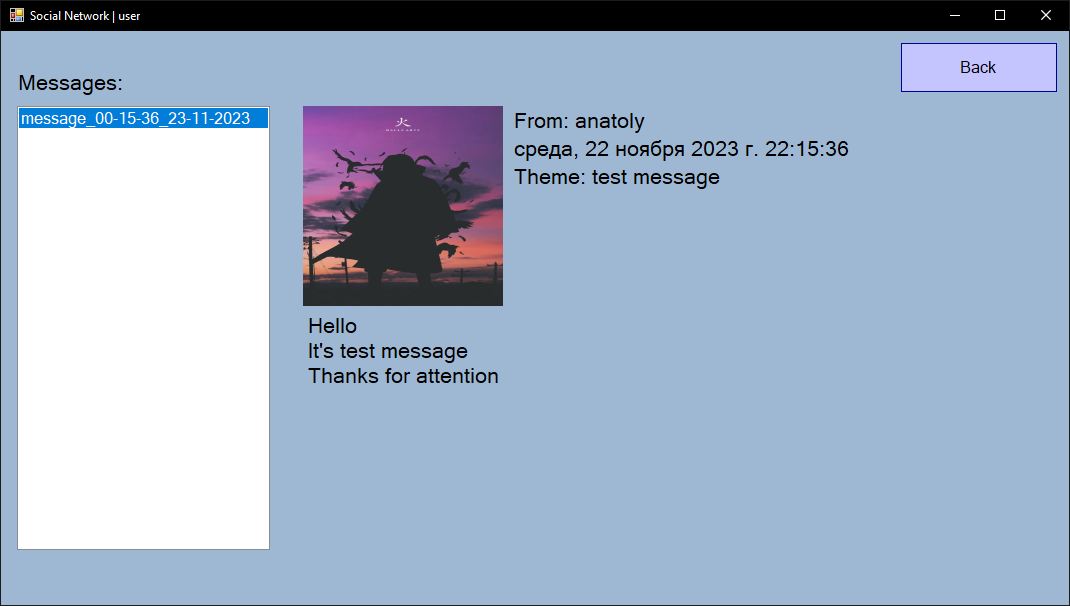 Social Network | user
Back
Messages:
message_00-15-36_23-11-2023
火
From: anatoly
среда, 22 ноября 2023 г. 22:15:36
Theme: test message
Hello
It's test message
Thanks for attention